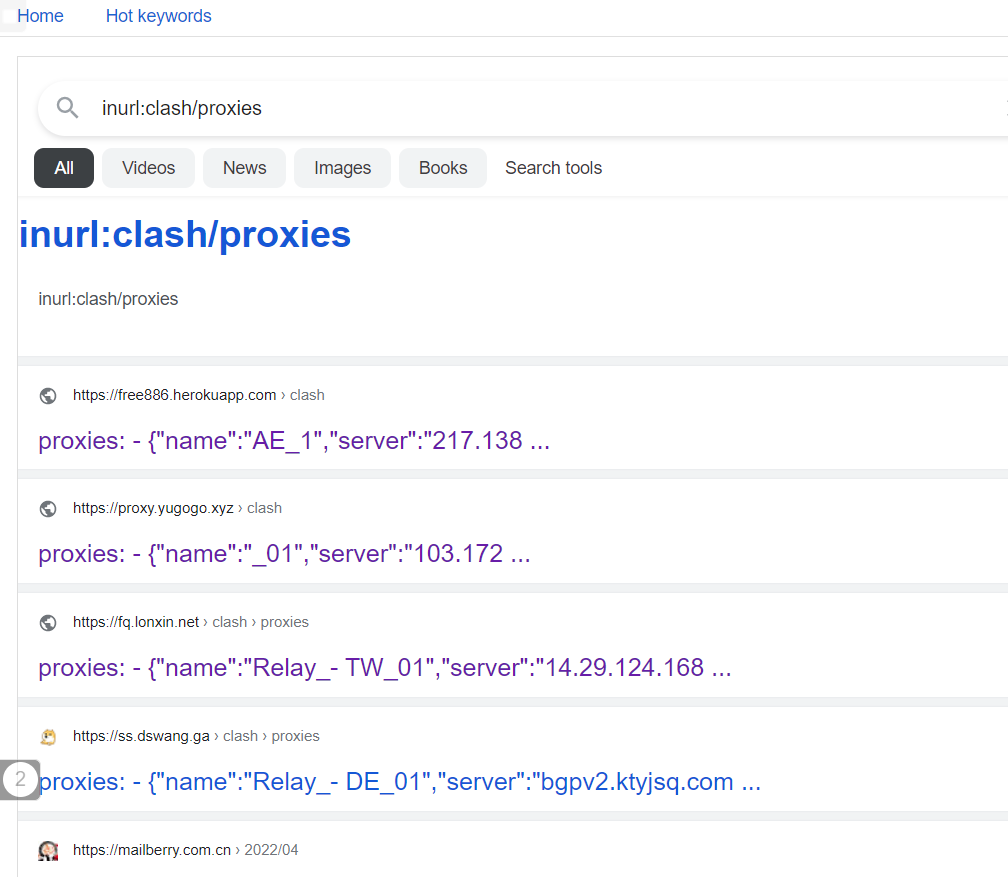 Home Hot keywords
inurl:clash/proxies
All Videos News Images Books Search tools
inurl:clash/proxies
inurl:clash/proxies
https://free886.herokuapp.com › clash
proxies: - {"name":"AE_1","server":"217.138 ...
https://proxy.yugogo.xyz › clash
proxies: - {"name":"_01","server":"103.172 ...
https://fq.lonxin.net › clash › proxies
proxies: - {"name":"Relay_- TW_01","server":"14.29.124.168 ...
https://ss.dswang.ga › clash › proxies
2
proxies: - {"name":"Relay_- DE_01","server":"bgpv2.ktyjsq.com ...
https://mailberry.com.cn › 2022/04